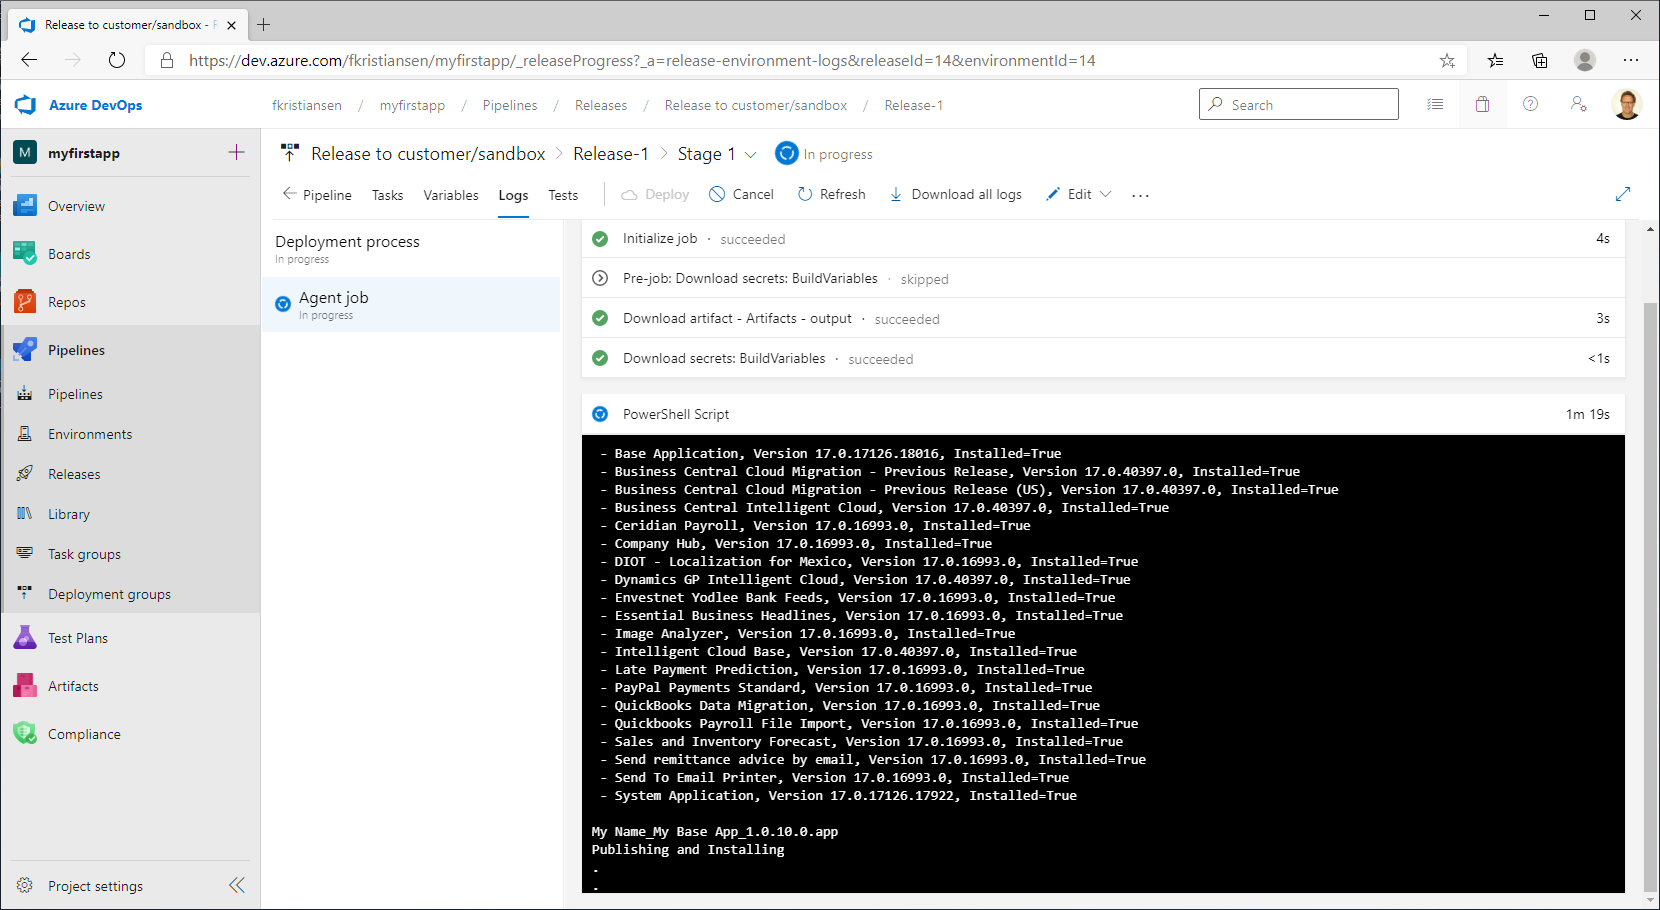 Release to customer/sandbox - R
https://dev.azure.com/fkristiansen/myfirstapp/_releaseProgress?_a=release-environment-logs&releaseId=14&environmentId=14
Azure DevOps
fkristiansen / myfirstapp / Pipelines / Releases / Release to customer/sandbox / Release-1
Search
M myfirstapp
Overview
Boards
Repos
Pipelines
Pipelines
Environments
Releases
Library
Task groups
Deployment groups
Test Plans
Artifacts
Compliance
Project settings
Release to customer/sandbox > Release-1 > Stage 1 In progress
Pipeline Tasks Variables Logs Tests Deploy Cancel Refresh Download all logs Edit ...
Deployment process
In progress
Agent job
In progress
Initialize job · succeeded 4s
Pre-job: Download secrets: BuildVariables · skipped
Download artifact - Artifacts - output · succeeded 3s
Download secrets: BuildVariables · succeeded <1s
PowerShell Script 1m 19s
- Base Application, Version 17.0.17126.18016, Installed=True
- Business Central Cloud Migration - Previous Release, Version 17.0.40397.0, Installed=True
- Business Central Cloud Migration - Previous Release (US), Version 17.0.40397.0, Installed=True
- Business Central Intelligent Cloud, Version 17.0.40397.0, Installed=True
- Ceridian Payroll, Version 17.0.16993.0, Installed=True
- Company Hub, Version 17.0.16993.0, Installed=True
- DIOT - Localization for Mexico, Version 17.0.16993.0, Installed=True
- Dynamics GP Intelligent Cloud, Version 17.0.40397.0, Installed=True
- Envestnet Yodlee Bank Feeds, Version 17.0.16993.0, Installed=True
- Essential Business Headlines, Version 17.0.16993.0, Installed=True
- Image Analyzer, Version 17.0.16993.0, Installed=True
- Intelligent Cloud Base, Version 17.0.40397.0, Installed=True
- Late Payment Prediction, Version 17.0.16993.0, Installed=True
- PayPal Payments Standard, Version 17.0.16993.0, Installed=True
- QuickBooks Data Migration, Version 17.0.16993.0, Installed=True
- Quickbooks Payroll File Import, Version 17.0.16993.0, Installed=True
- Sales and Inventory Forecast, Version 17.0.16993.0, Installed=True
- Send remittance advice by email, Version 17.0.16993.0, Installed=True
- Send To Email Printer, Version 17.0.16993.0, Installed=True
- System Application, Version 17.0.17126.17922, Installed=True
My Name_My Base App_1.0.10.0.app
Publishing and Installing
.
.